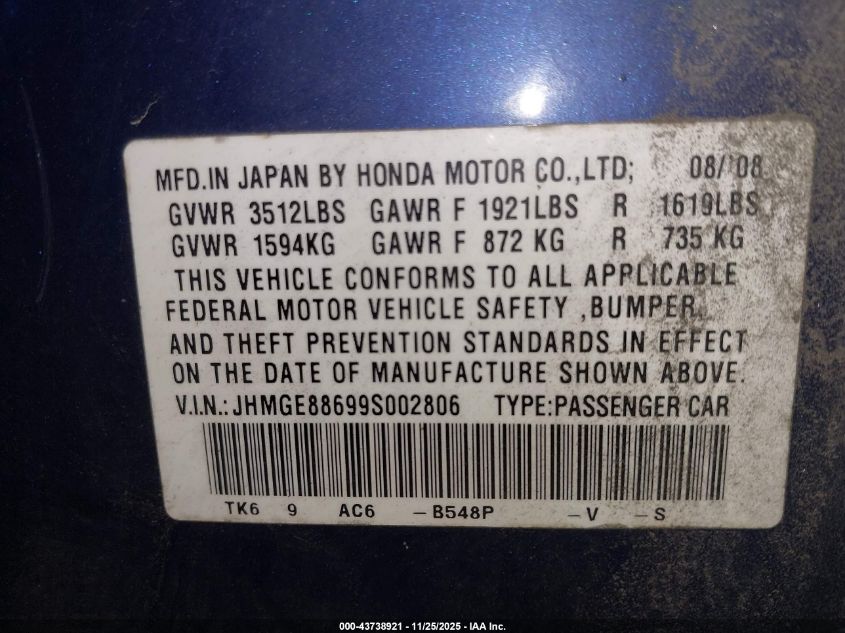 MFD.IN JAPAN BY HONDA MOTOR CO.,LTD; 08/'08
GVWR 3512LBS GAWR F 1921LBS R 1619LBS
GVWR 1594KG GAWR F 872 KG R 735 KG
THIS VEHICLE CONFORMS TO ALL APPLICABLE
FEDERAL MOTOR VEHICLE SAFETY ,BUMPER,
AND THEFT PREVENTION STANDARDS IN EFFECT
ON THE DATE OF MANUFACTURE SHOWN ABOVE.
V.I.N.: JHMGE88699S002806 TYPE:PASSENGER CAR
TK6 9 AC6 -B548P -V -S
000-43738921 - 11/25/2025 - IAA Inc.